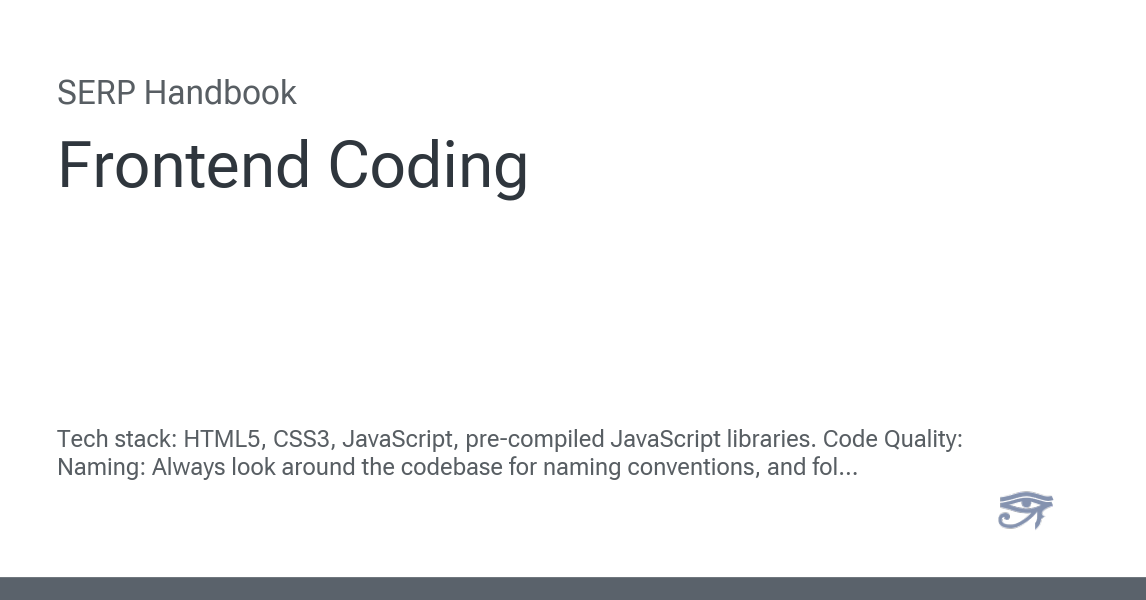 SERP Handbook
Frontend Coding
Tech stack: HTML5, CSS3, JavaScript, pre-compiled JavaScript libraries. Code Quality:
Naming: Always look around the codebase for naming conventions, and fol...